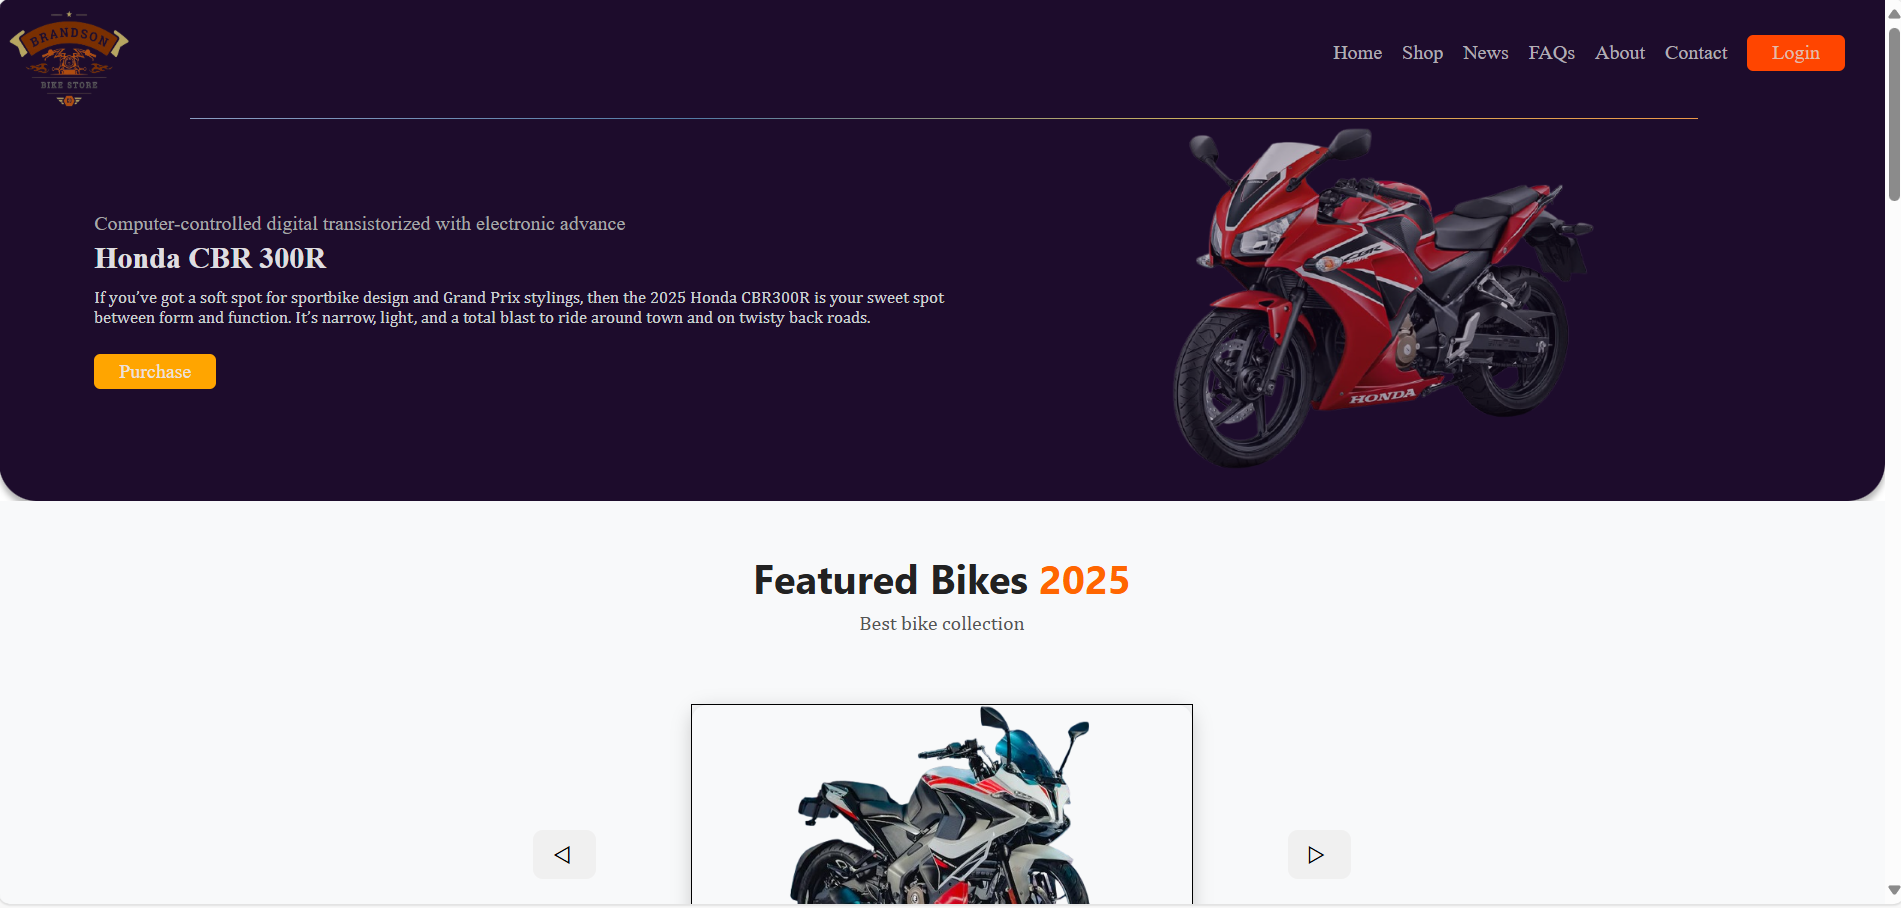 BRANDSON
BIKE STORE
Home Shop News FAQs About Contact Login
Computer-controlled digital transistorized with electronic advance
Honda CBR 300R
If you’ve got a soft spot for sportbike design and Grand Prix stylings, then the 2025 Honda CBR300R is your sweet spot
between form and function. It’s narrow, light, and a total blast to ride around town and on twisty back roads.
Purchase
HONDA
Featured Bikes 2025
Best bike collection